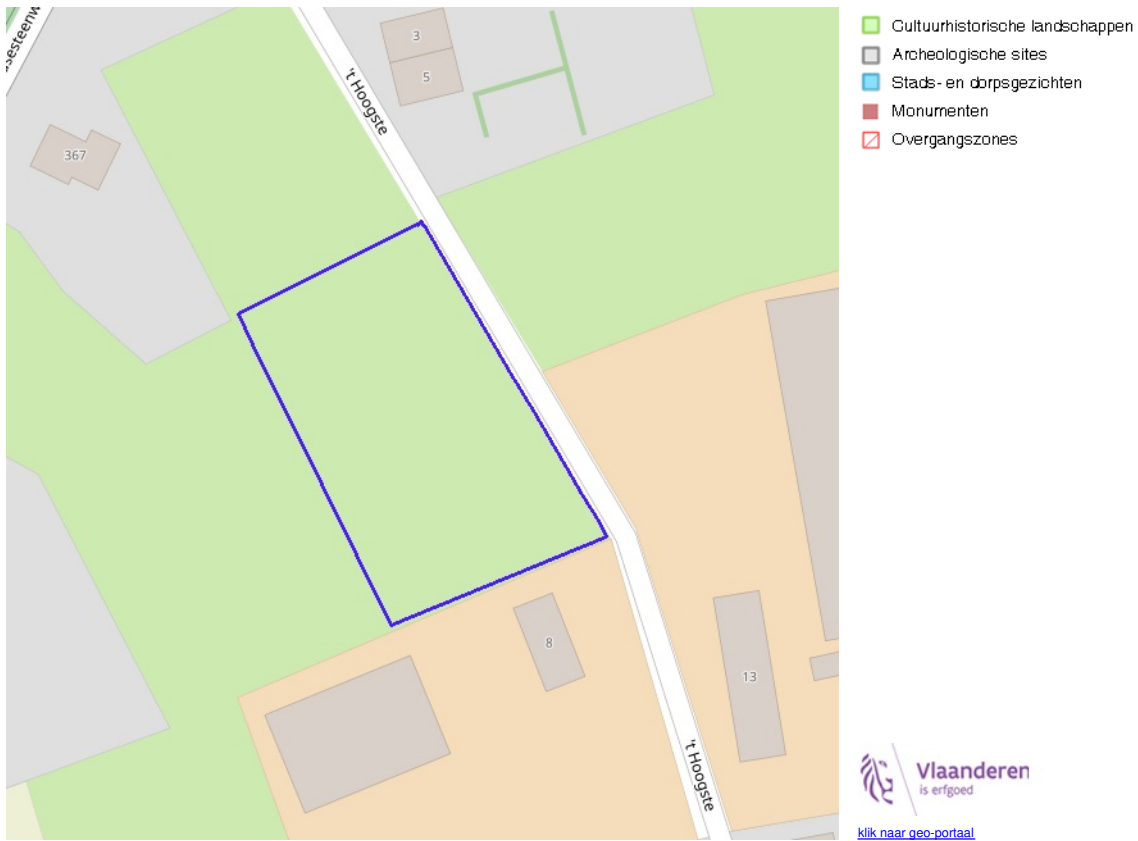 3
't Hoogste
5
367
8
13
't Hoogste
Cultuurhistorische landschappen
Archeologische sites
Stads- en dorpsgezichten
Monumenten
Overgangszones
Vlaanderen
is erfgoed
klik naar geo-portaal